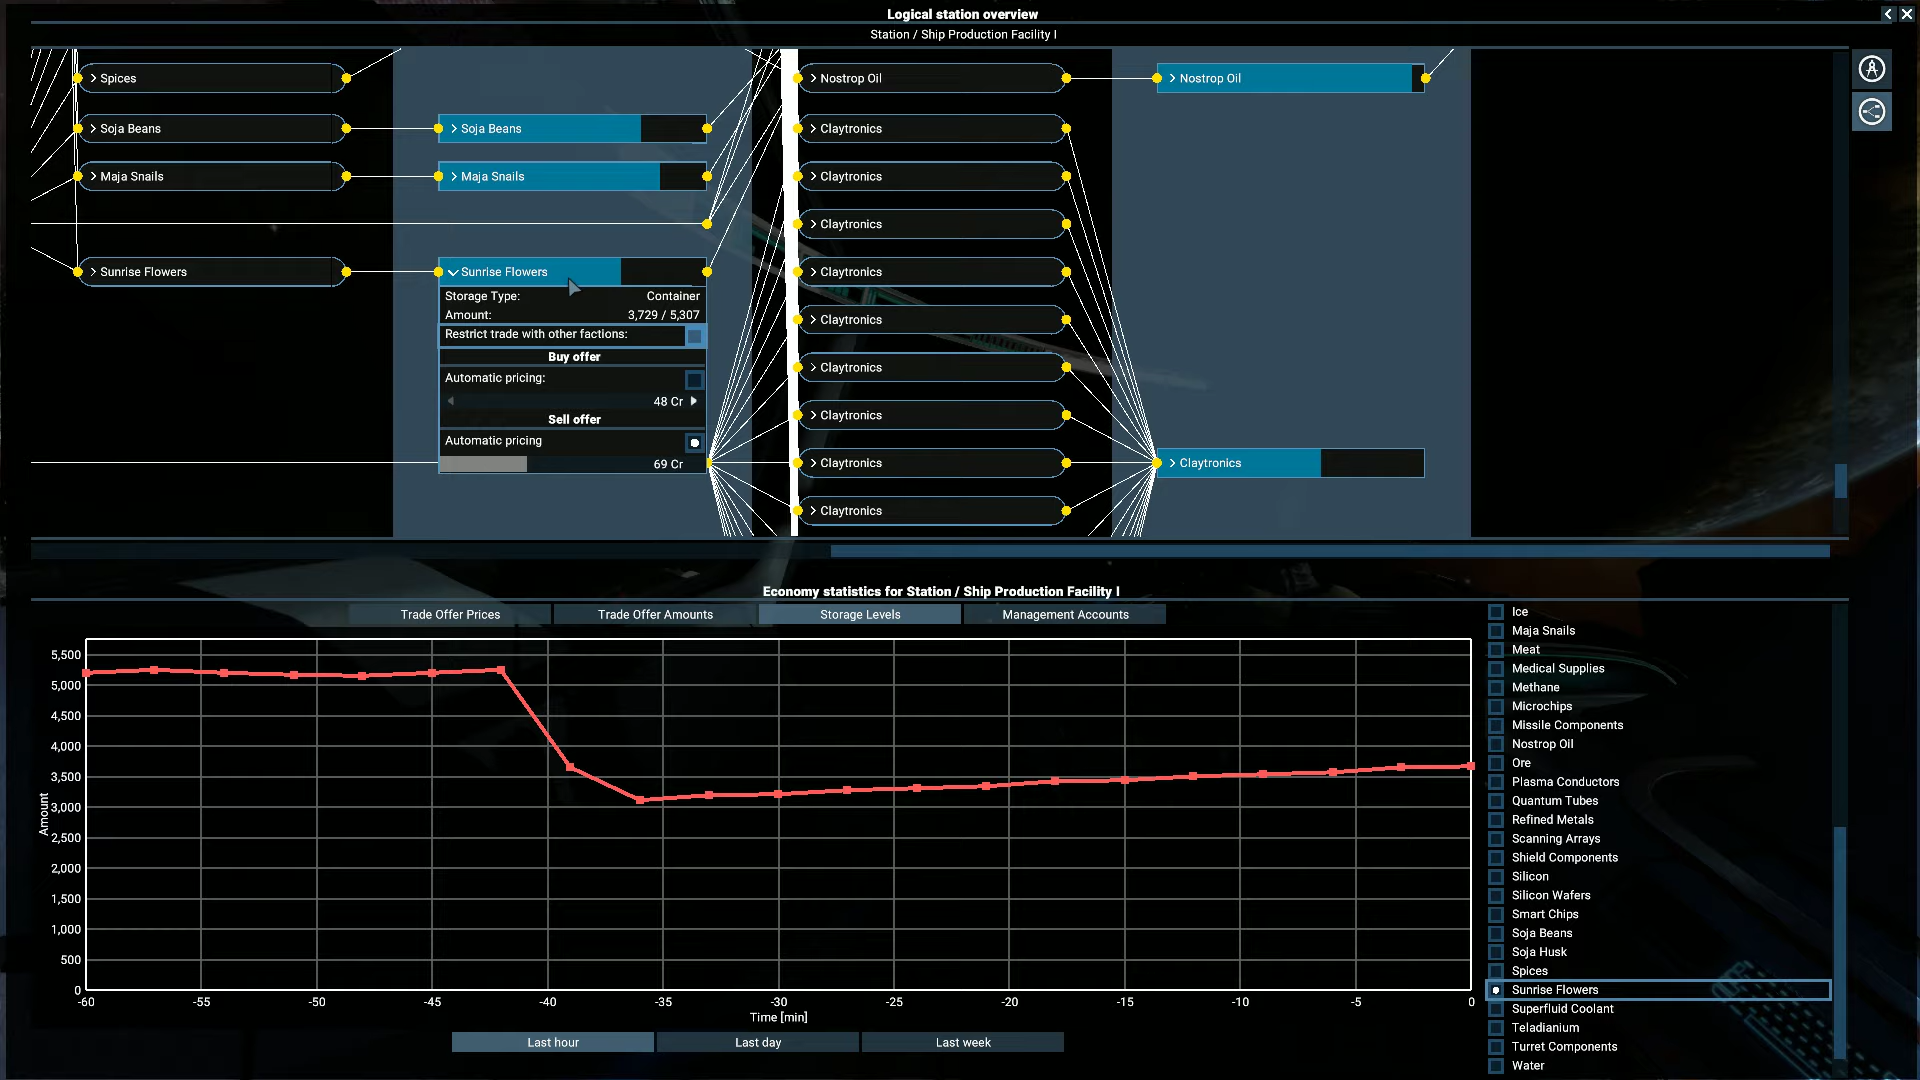 Logical station overview
Station / Ship Production Facility I
Spices
Nostrop Oil
Nostrop Oil
Soja Beans
Soja Beans
Claytronics
Maja Snails
Maja Snails
Claytronics
Claytronics
Sunrise Flowers
Sunrise Flowers
Claytronics
Storage Type: Container
Amount: 3,729 / 5,307
Restrict trade with other factions:
Buy offer
Automatic pricing:
48 Cr
Sell offer
Automatic pricing
69 Cr
Claytronics
Claytronics
Claytronics
Claytronics
Claytronics
Claytronics
Economy statistics for Station / Ship Production Facility I
Trade Offer Prices
Trade Offer Amounts
Storage Levels
Management Accounts
5,500
5,000
4,500
4,000
3,500
3,000
2,500
2,000
1,500
1,000
500
0
Amount
-60 -55 -50 -45 -40 -35 -30 -25 -20 -15 -10 -5 0
Time [min]
Last hour
Last day
Last week
Ice
Maja Snails
Meat
Medical Supplies
Methane
Microchips
Missile Components
Nostrop Oil
Ore
Plasma Conductors
Quantum Tubes
Refined Metals
Scanning Arrays
Shield Components
Silicon
Silicon Wafers
Smart Chips
Soja Beans
Soja Husk
Spices
Sunrise Flowers
Superfluid Coolant
Teladianium
Turret Components
Water